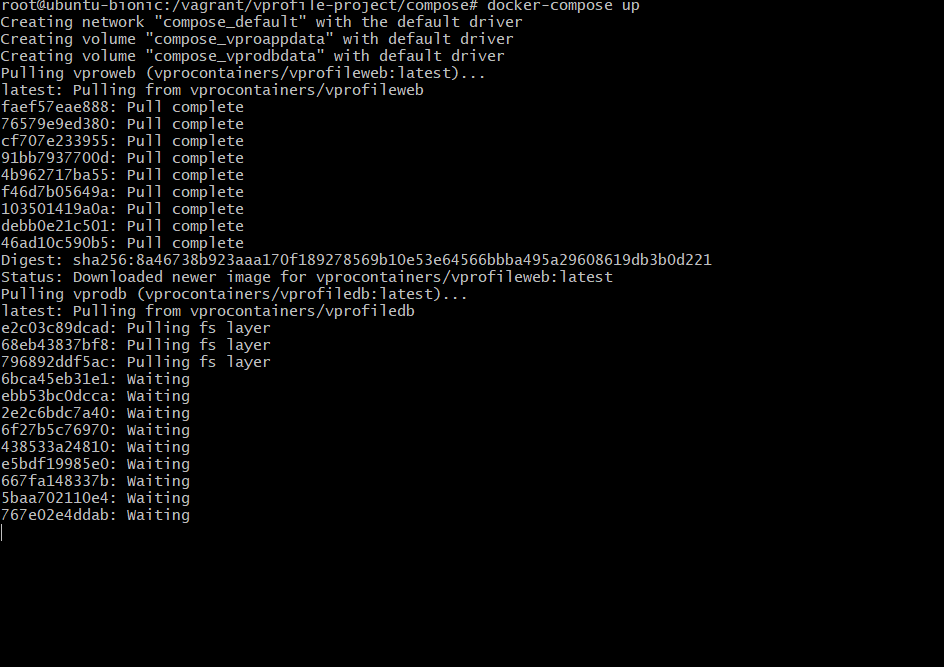 root@ubuntu-bionic:/vagrant/vprofile-project/compose# docker-compose up
Creating network "compose_default" with the default driver
Creating volume "compose_vproappdata" with default driver
Creating volume "compose_vprodbdata" with default driver
Pulling vproweb (vprocontainers/vprofileweb:latest)...
latest: Pulling from vprocontainers/vprofileweb
faef57eae888: Pull complete
76579e9ed380: Pull complete
cf707e233955: Pull complete
91bb7937700d: Pull complete
4b962717ba55: Pull complete
f46d7b05649a: Pull complete
103501419a0a: Pull complete
debb0e21c501: Pull complete
46ad10c590b5: Pull complete
Digest: sha256:8a46738b923aaa170f189278569b10e53e64566bbba495a29608619db3b0d221
Status: Downloaded newer image for vprocontainers/vprofileweb:latest
Pulling vprodb (vprocontainers/vprofiledb:latest)...
latest: Pulling from vprocontainers/vprofiledb
e2c03c89dcad: Pulling fs layer
68eb43837bf8: Pulling fs layer
796892ddf5ac: Pulling fs layer
6bca45eb31e1: Waiting
ebb53bc0dcca: Waiting
2e2c6bdc7a40: Waiting
6f27b5c76970: Waiting
438533a24810: Waiting
e5bdf19985e0: Waiting
667fa148337b: Waiting
5baa702110e4: Waiting
767e02e4ddab: Waiting